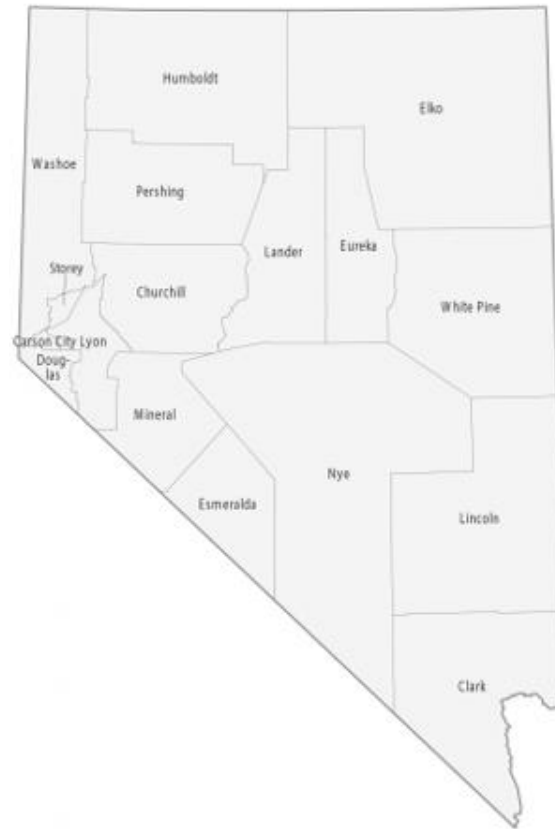 Humboldt
Elko
Washoe
Pershing
Lander
Eureka
Storey
Churchill
White Pine
Carson City Lyon
Doug-
las
Mineral
Nye
Esmeralda
Lincoln
Clark